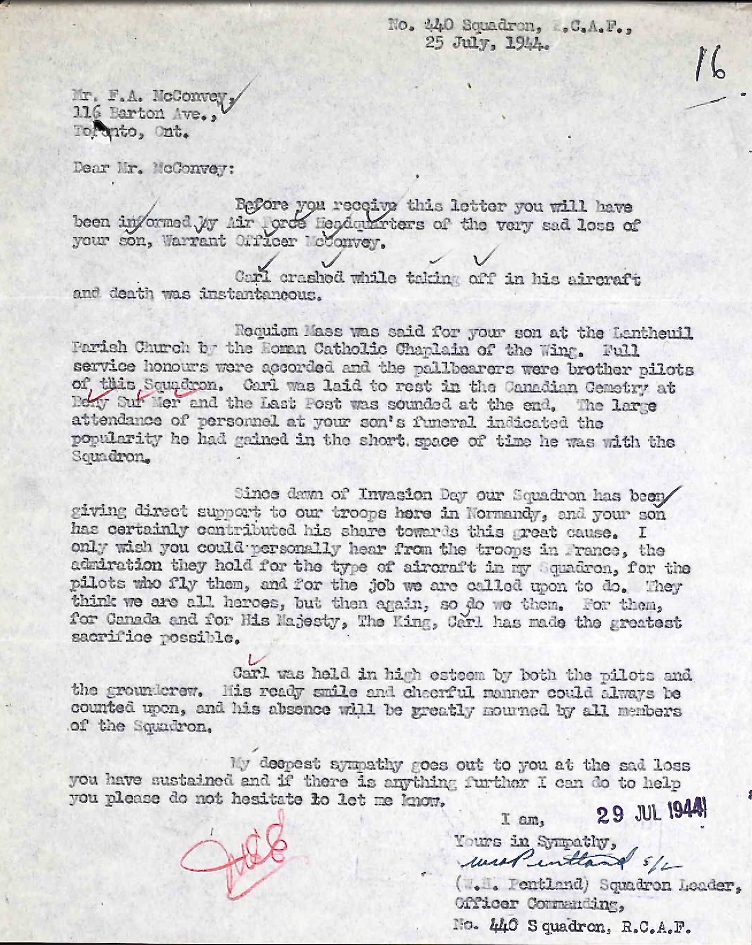 No. 440 Squadron, R.C.A.F.,
25 July, 1944.
16
Mr. F.A. McConvey,
116 Barton Ave.,
Toronto, Ont.
Dear Mr. McConvey:
Before you receive this letter you will have
been informed by Air Force Headquarters of the very sad loss of
your son, Warrant Officer McConvey.
Carl crashed while taking off in his aircraft
and death was instantaneous.
Requiem Mass was said for your son at the Lantheuil
Parish Church by the Roman Catholic Chaplain of the Wing. Full
service honours were accorded and the pallbearers were brother pilots
of this Squadron. Carl was laid to rest in the Canadian Cemetry at
Beny Sur Mer and the Last Post was sounded at the end. The large
attendance of personnel at your son's funeral indicated the
popularity he had gained in the short space of time he was with the
Squadron.
Since dawn of Invasion Day our Squadron has been
giving direct support to our troops here in Normandy, and your son
has certainly contributed his share towards this great cause. I
only wish you could personally hear from the troops in France, the
admiration they hold for the type of aircraft in my Squadron, for the
pilots who fly them, and for the job we are called upon to do. They
think we are all heroes, but then again, so do we them. For them,
for Canada and for His Majesty, The King, Carl has made the greatest
sacrifice possible.
Carl was held in high esteem by both the pilots and
the groundcrew. His ready smile and cheerful manner could always be
counted upon, and his absence will be greatly mourned by all members
of the Squadron.
My deepest sympathy goes out to you at the sad loss
you have sustained and if there is anything further I can do to help
you please do not hesitate to let me know.
I am,
29 JUL 1944
Yours in Sympathy,
WH Pentland S/L
(W.H. Pentland) Squadron Leader,
Officer Commanding,
No. 440 Squadron, R.C.A.F.